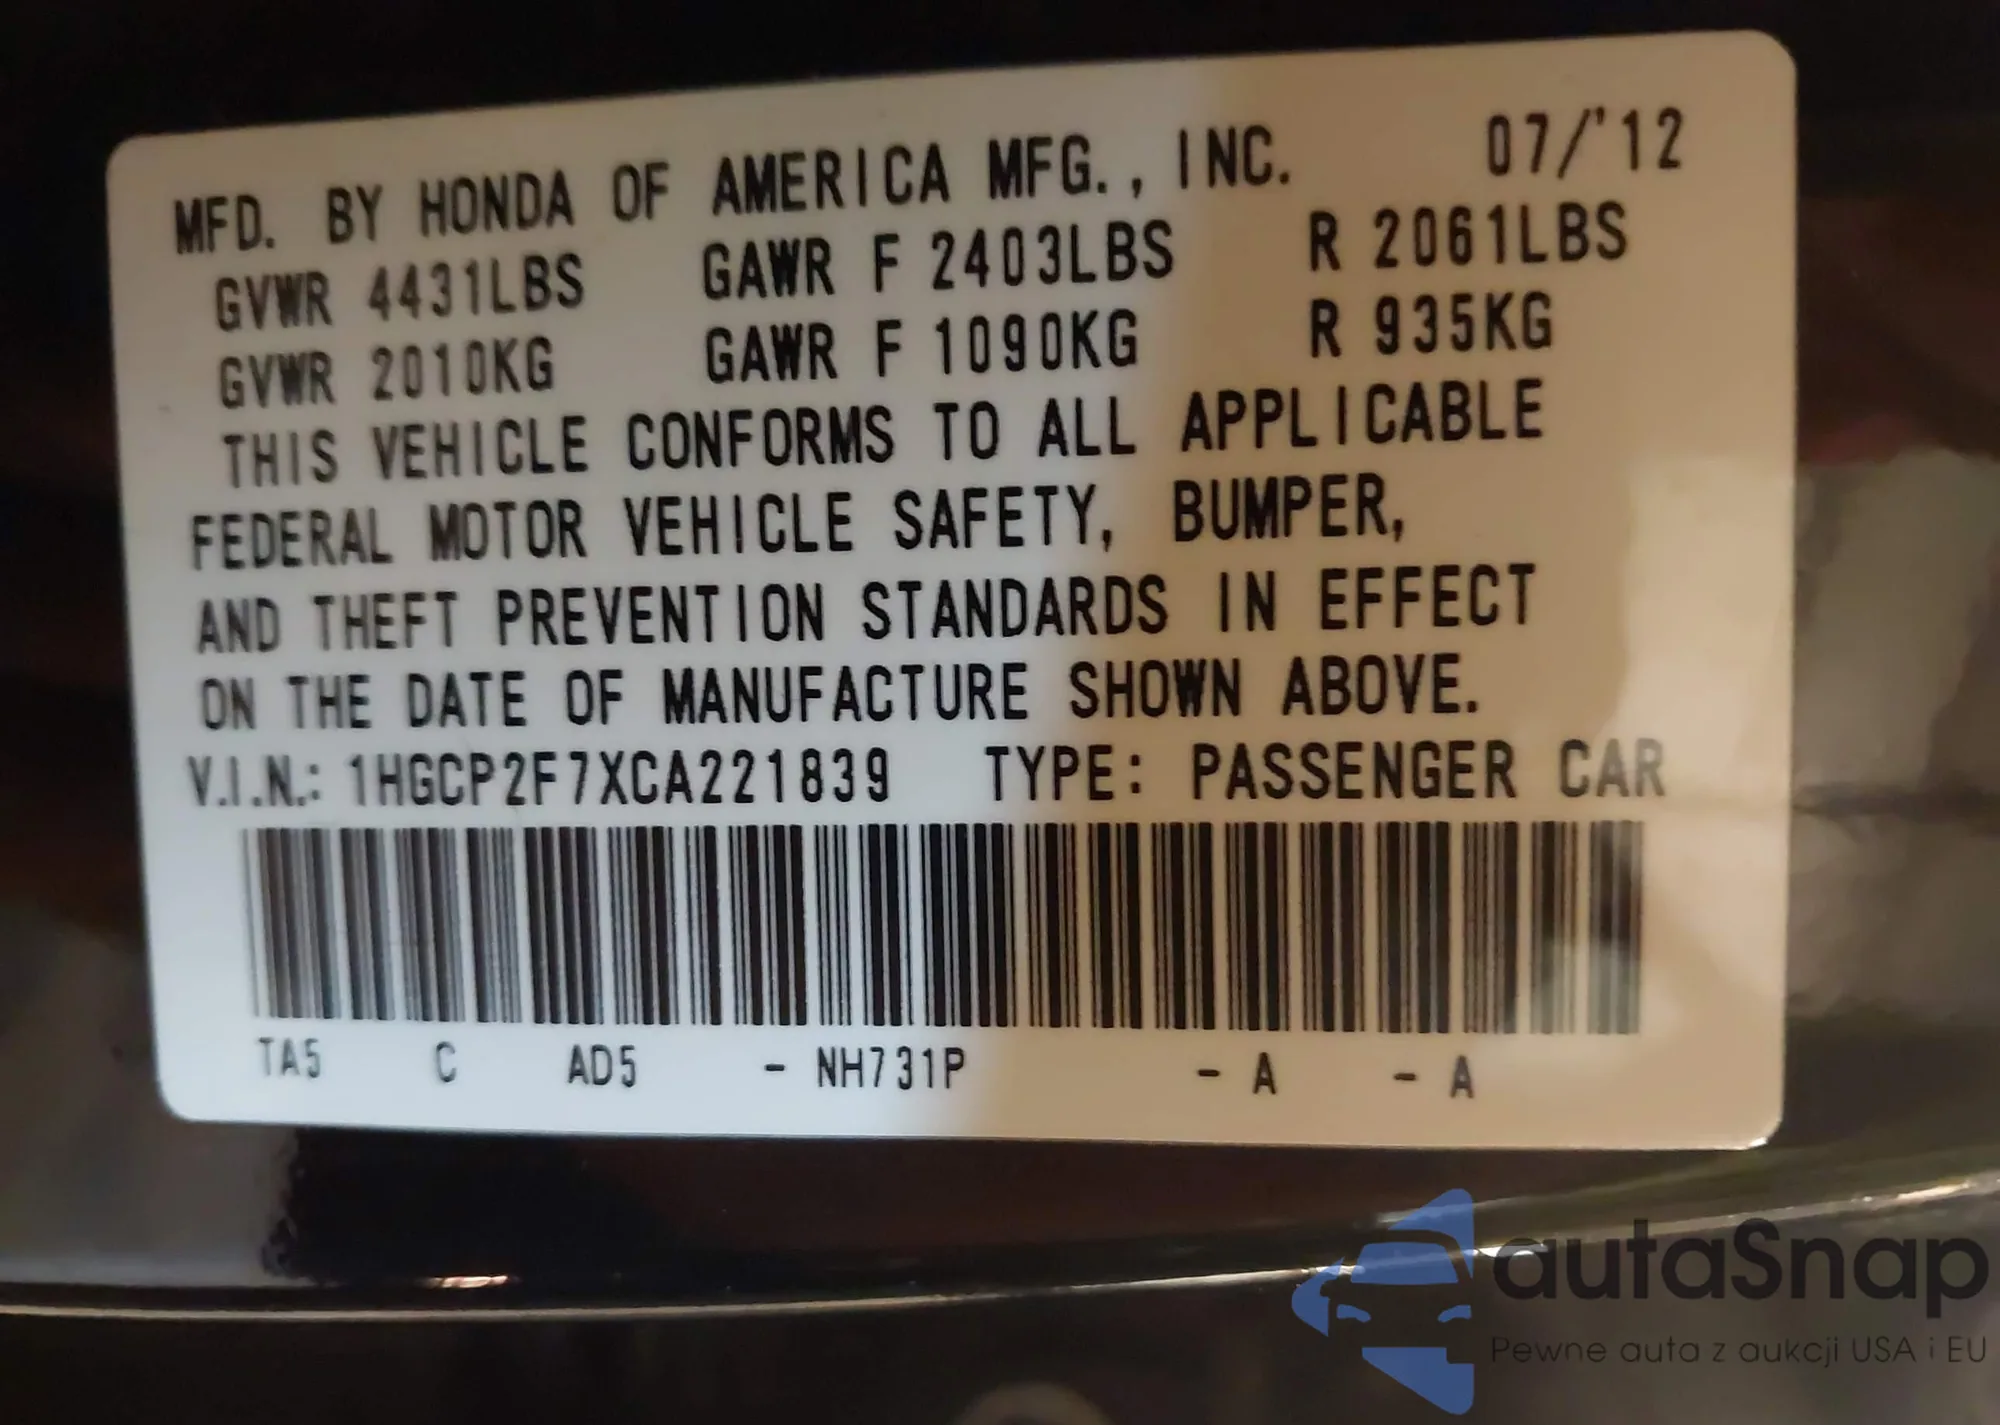 MFD. BY HONDA OF AMERICA MFG., INC. 07/'12
GVWR 4431LBS GAWR F 2403LBS R 2061LBS
GVWR 2010KG GAWR F 1090KG R 935KG
THIS VEHICLE CONFORMS TO ALL APPLICABLE
FEDERAL MOTOR VEHICLE SAFETY, BUMPER,
AND THEFT PREVENTION STANDARDS IN EFFECT
ON THE DATE OF MANUFACTURE SHOWN ABOVE.
V.I.N.: 1HGCP2F7XCA221839 TYPE: PASSENGER CAR
TA5 C AD5 - NH731P - A - A
autaSnap
Pewne auta z aukcji USA i EU